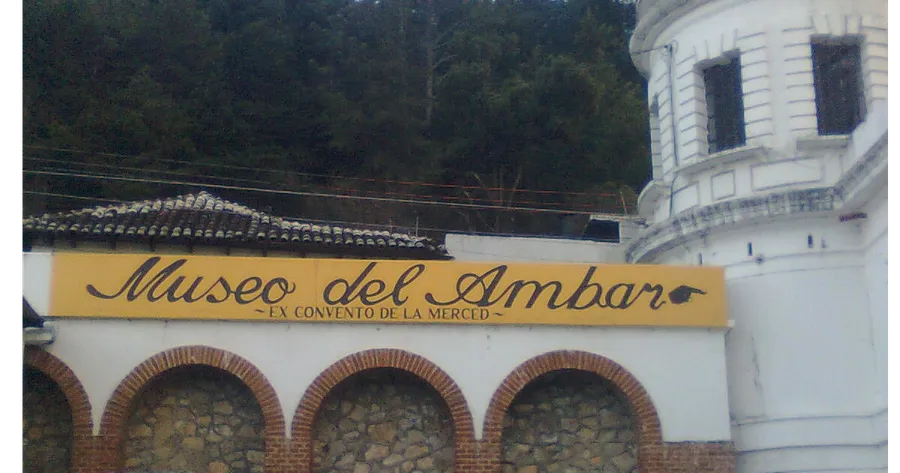 Museo del Ambar
~EX CONVENTO DE LA MERCED~